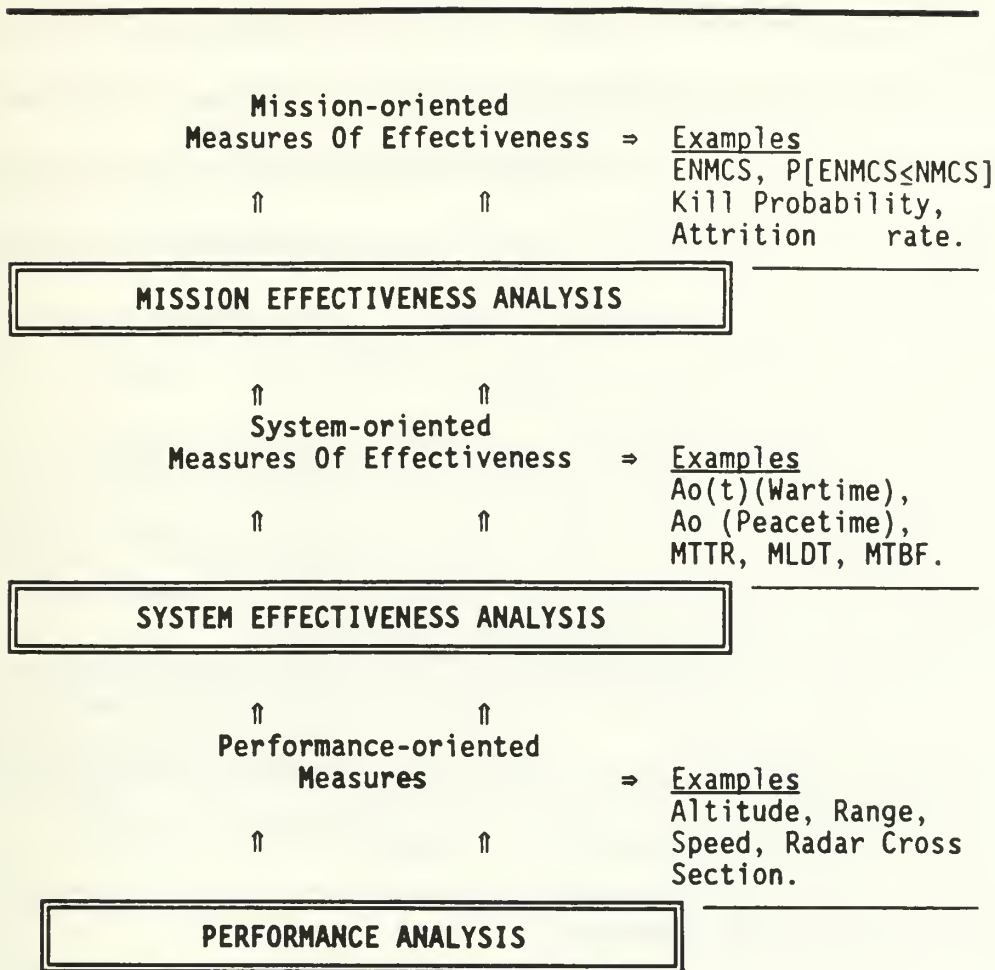 Mission-oriented
Measures Of Effectiveness ⇒ Examples
ENMCS, P[ENMCS≤NMCS]
⇑ ⇑ Kill Probability,
Attrition rate.
MISSION EFFECTIVENESS ANALYSIS
⇑ ⇑
System-oriented
Measures Of Effectiveness ⇒ Examples
Ao(t)(Wartime),
⇑ ⇑ Ao (Peacetime),
MTTR, MLDT, MTBF.
SYSTEM EFFECTIVENESS ANALYSIS
⇑ ⇑
Performance-oriented
Measures ⇒ Examples
Altitude, Range,
⇑ ⇑ Speed, Radar Cross
Section.
PERFORMANCE ANALYSIS